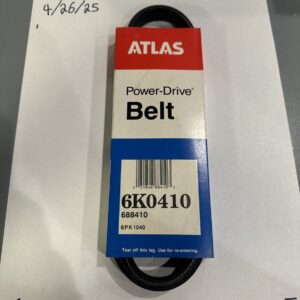 4/26/25
ATLAS
Power-Drive®
Belt
6K0410
688410
6PK1040
Tear off this tag. Use for re-ordering.